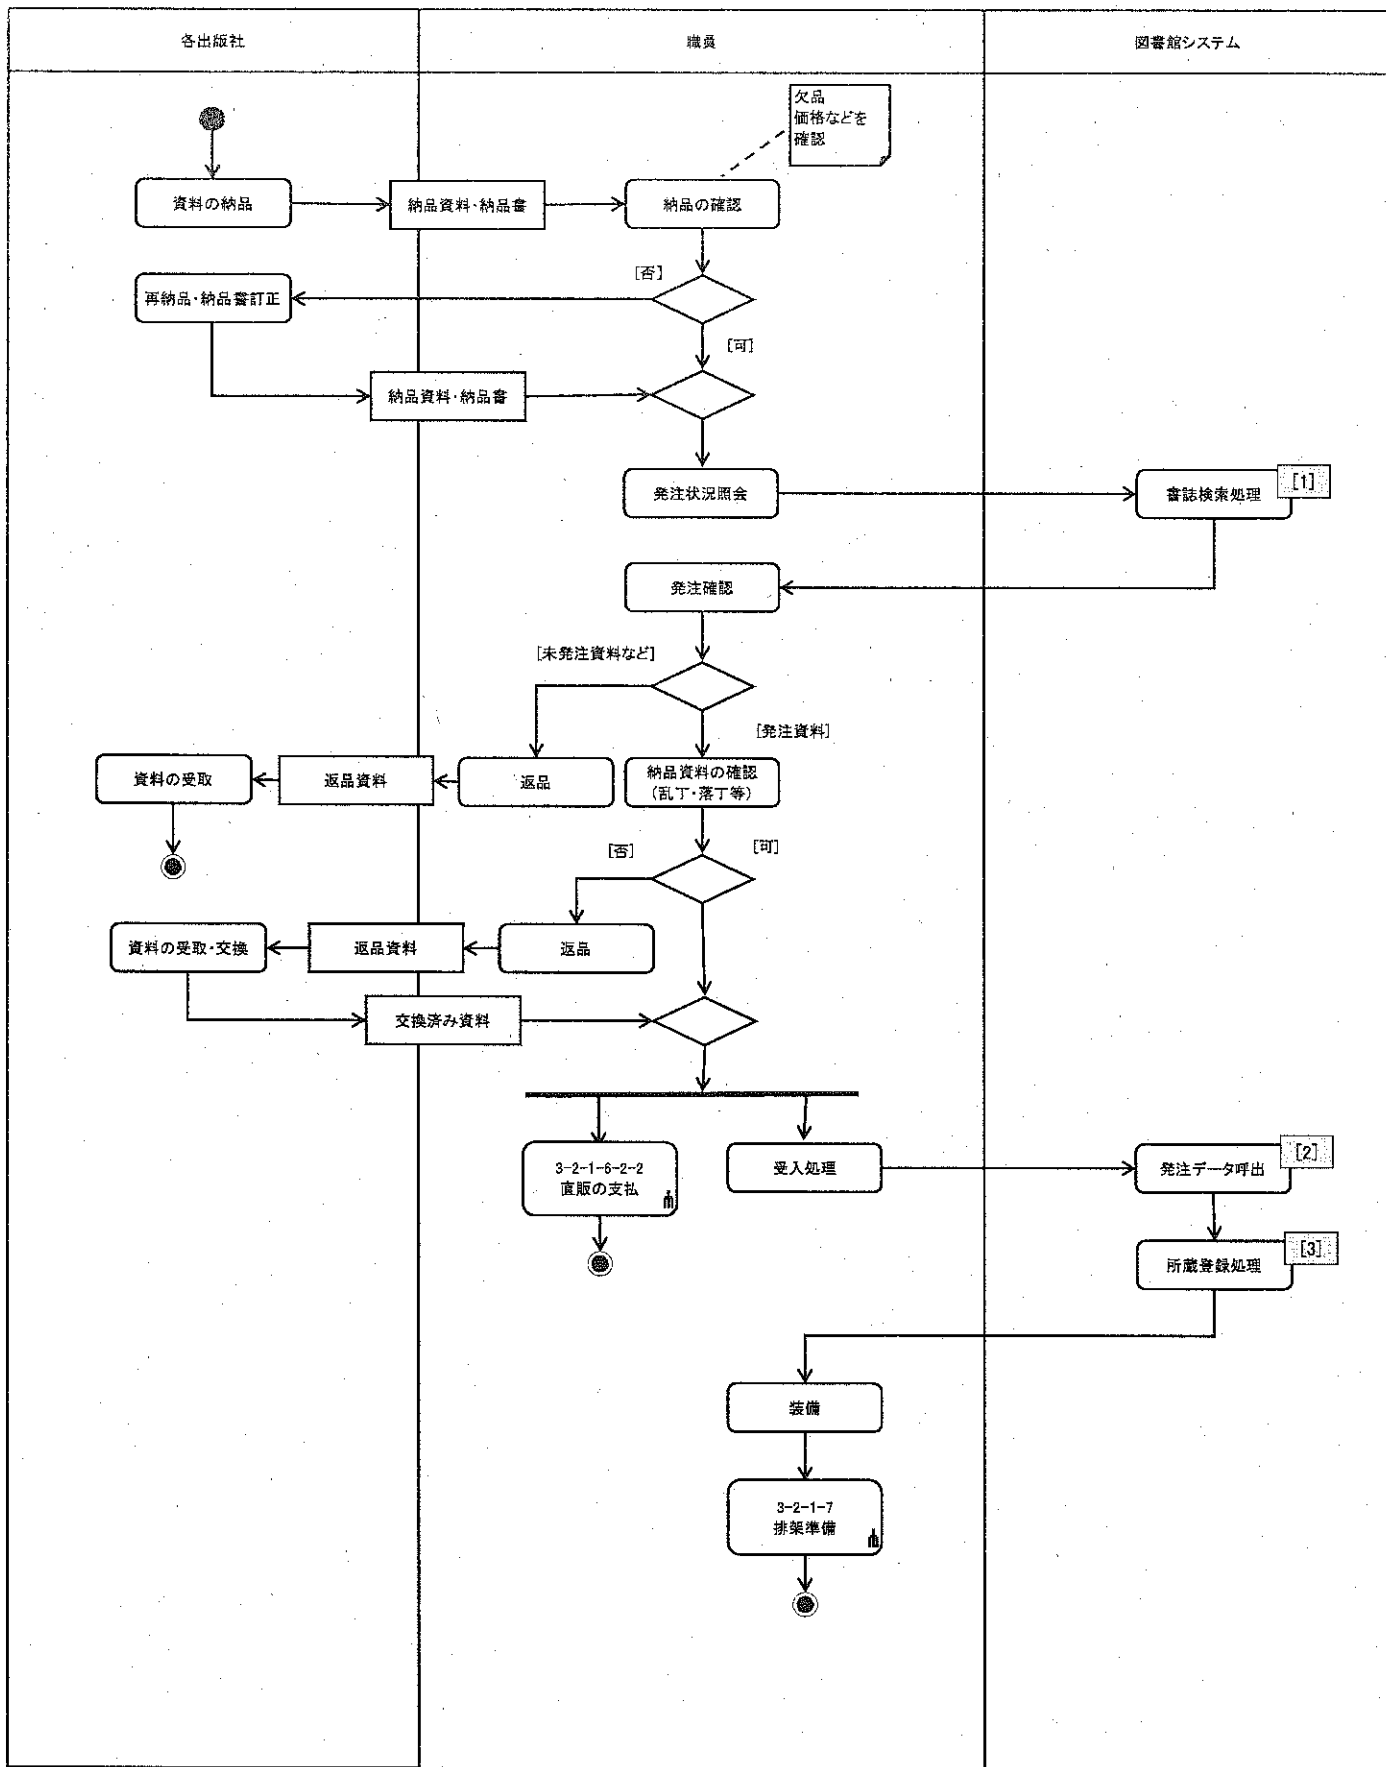 各出版社
職員
図書館システム
欠品
価格などを
確認
資料の納品
納品資料・納品書
納品の確認
[否]
再納品・納品書訂正
[可]
納品資料・納品書
発注状況照会
書誌検索処理
[1]
発注確認
[未発注資料など]
[発注資料]
資料の受取
返品資料
返品
納品資料の確認
(乱丁・落丁等)
[否]
[可]
資料の受取・交換
返品資料
返品
交換済み資料
3-2-1-6-2-2
直販の支払
受入処理
発注データ呼出
[2]
所蔵登録処理
[3]
装備
3-2-1-7
排架準備